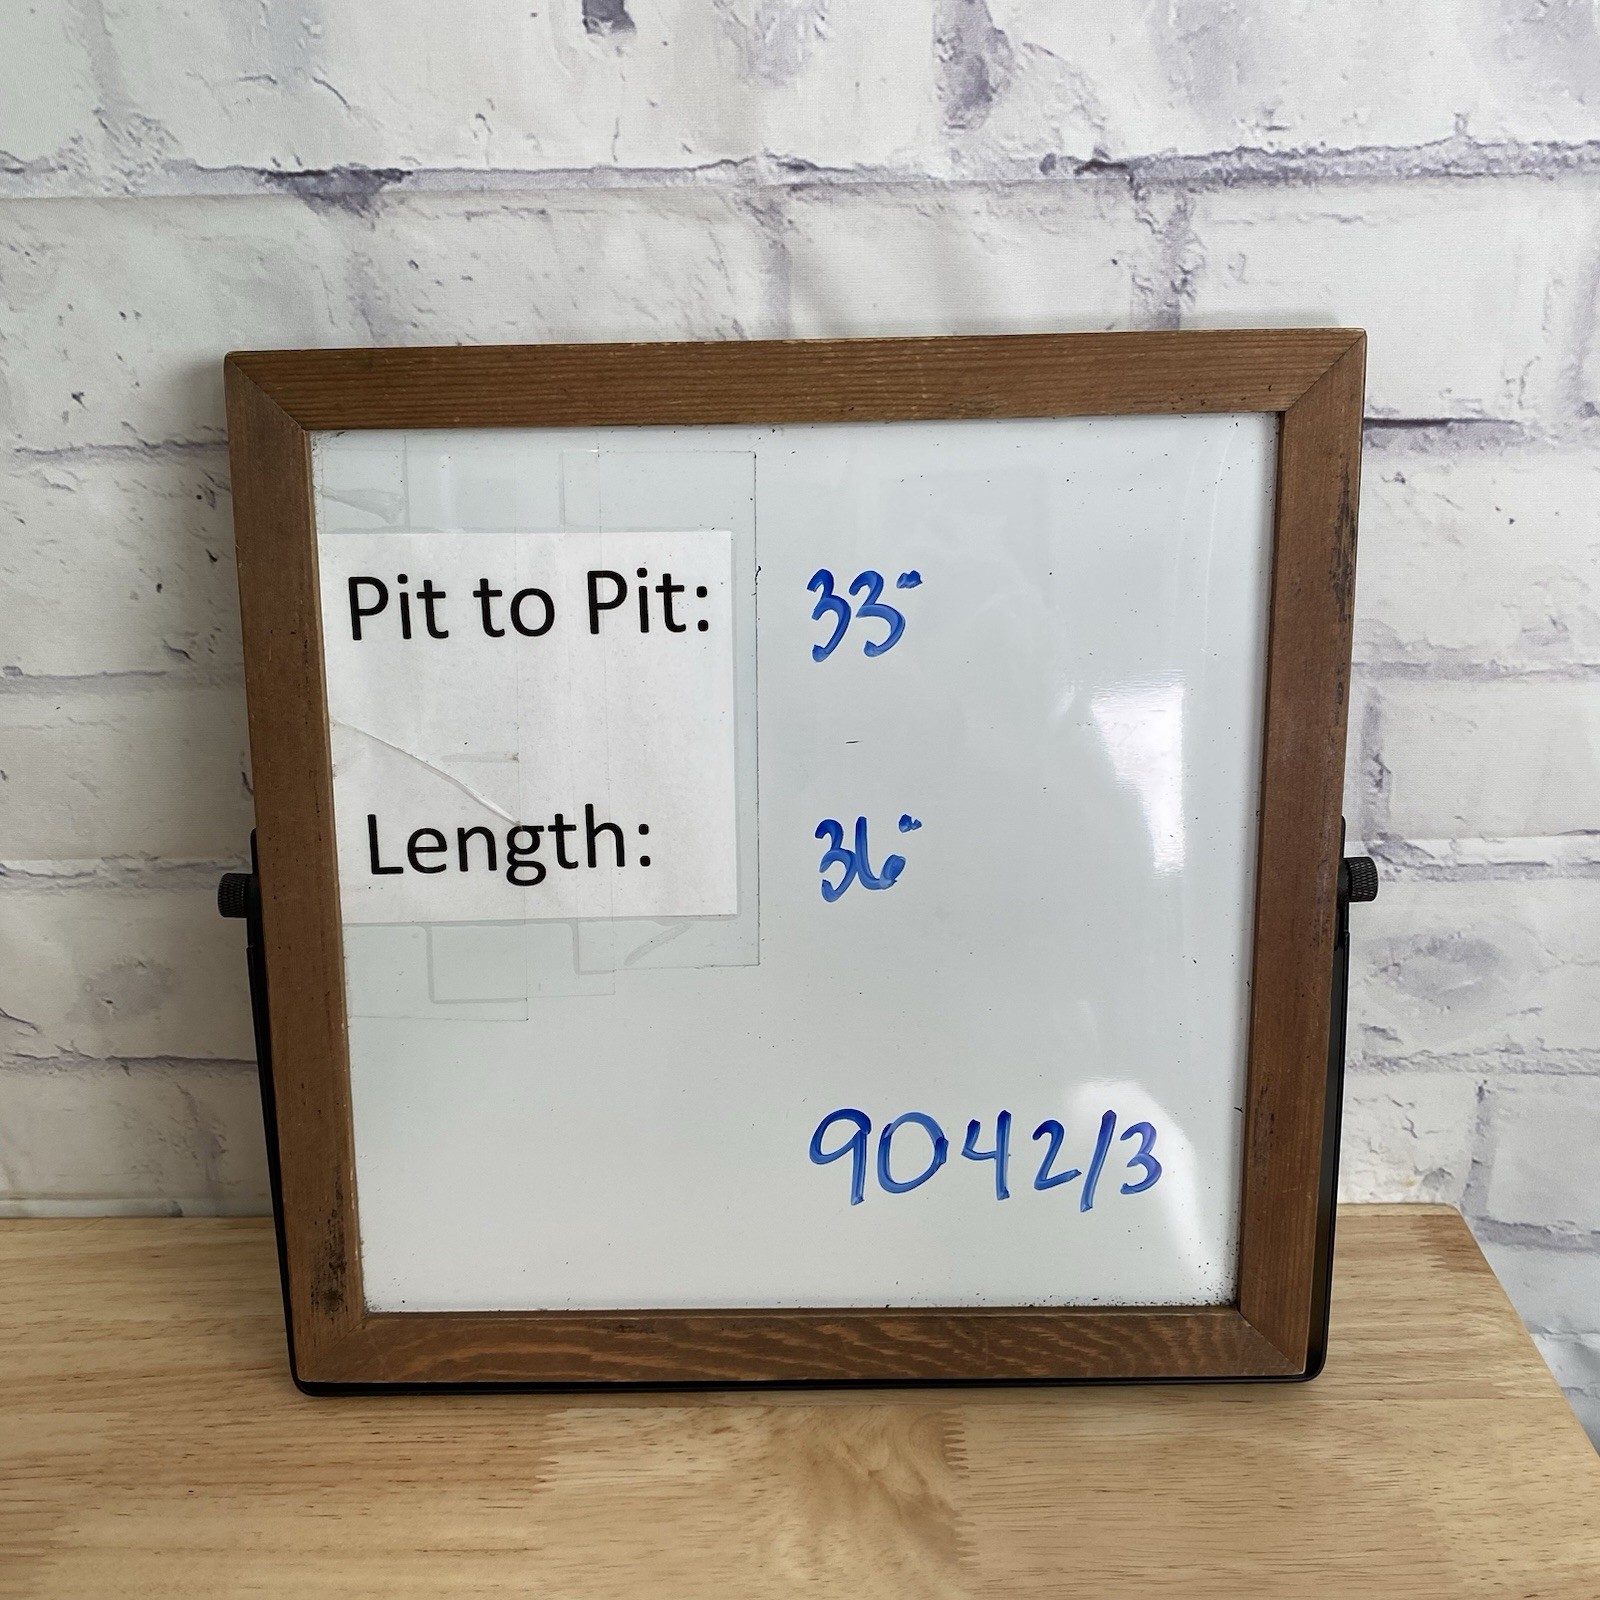 Pit to Pit: 33"
Length: 36"
9042/3